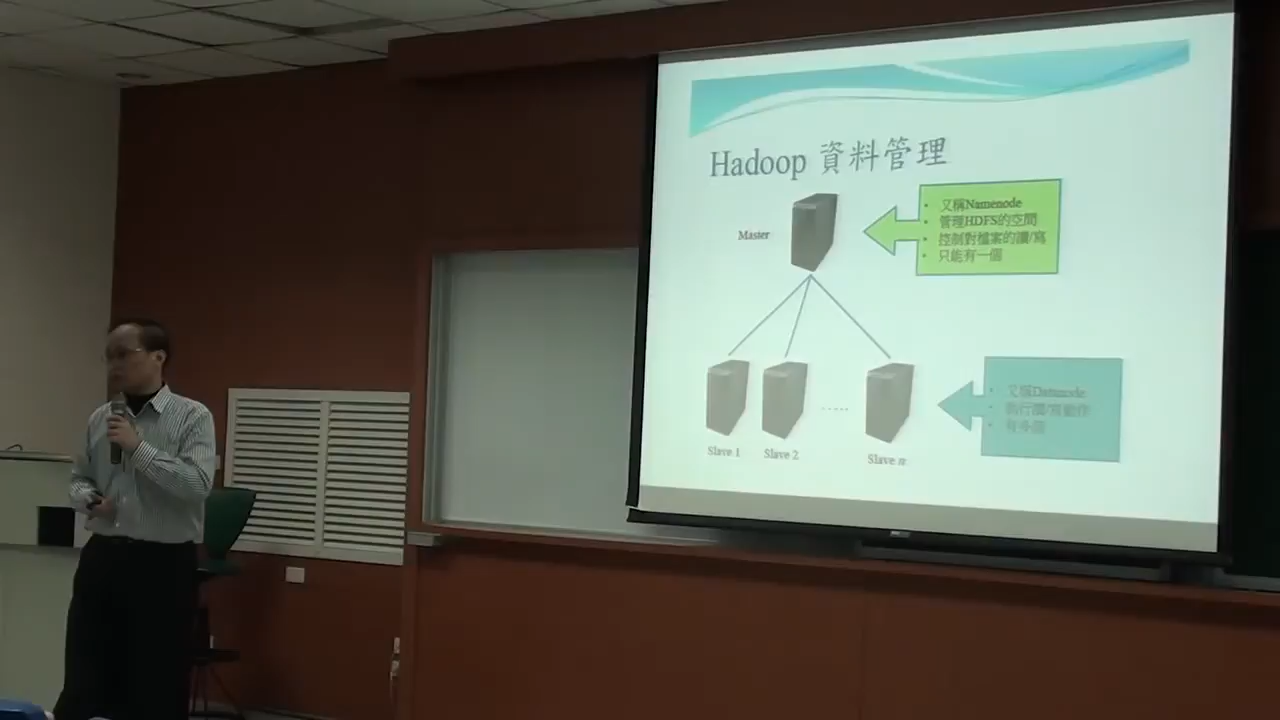 Hadoop 資料管理
Master
• 又稱Namenode
• 管理HDFS的空間
• 控制對檔案的讀/寫
• 只能有一個
• 又稱Datanode
• 執行讀/寫動作
• 有多個
.....
Slave 1
Slave 2
Slave n